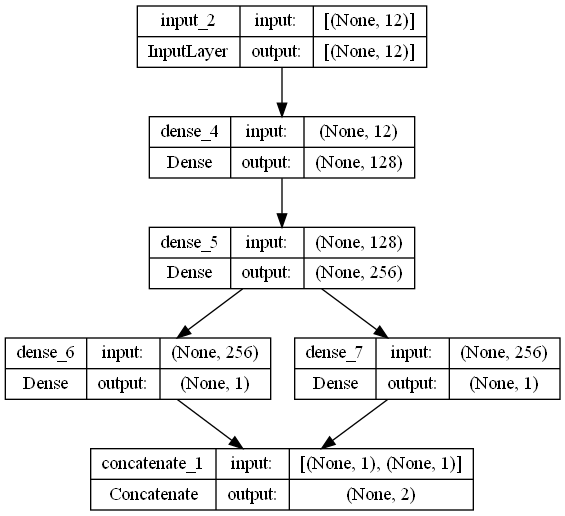 input_2 input: [(None, 12)]
InputLayer output: [(None, 12)]
dense_4 input: (None, 12)
Dense output: (None, 128)
dense_5 input: (None, 128)
Dense output: (None, 256)
dense_6 input: (None, 256)
Dense output: (None, 1)
dense_7 input: (None, 256)
Dense output: (None, 1)
concatenate_1 input: [(None, 1), (None, 1)]
Concatenate output: (None, 2)